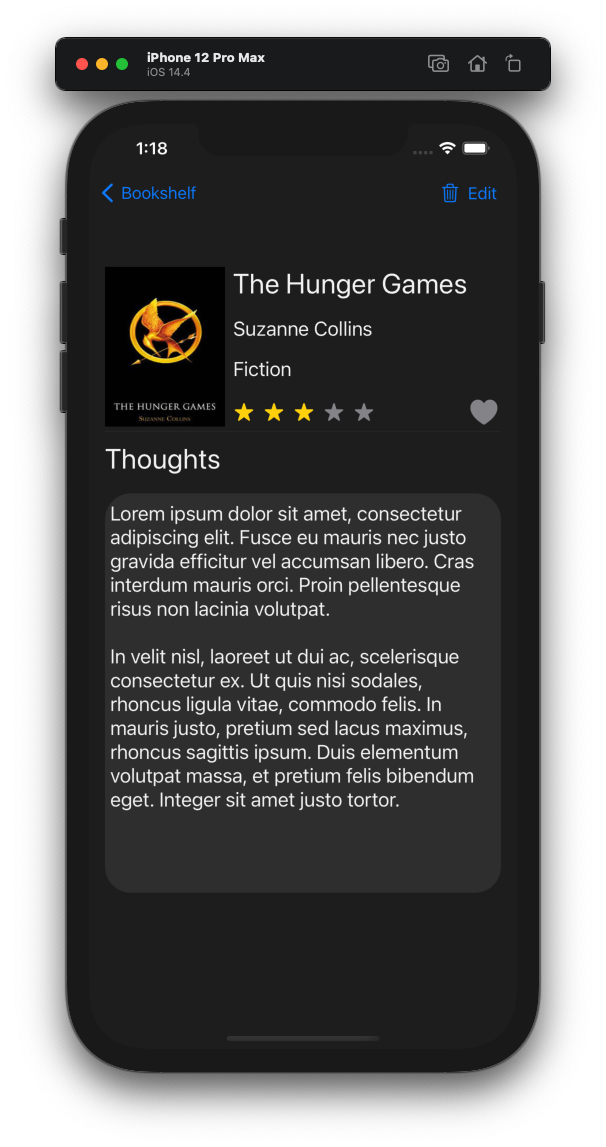 iPhone 12 Pro Max
iOS 14.4
1:18
Bookshelf
Edit
The Hunger Games
Suzanne Collins
Fiction
THE HUNGER GAMES
SUZANNE COLLINS
Thoughts
Lorem ipsum dolor sit amet, consectetur
adipiscing elit. Fusce eu mauris nec justo
gravida efficitur vel accumsan libero. Cras
interdum mauris orci. Proin pellentesque
risus non lacinia volutpat.
In velit nisl, laoreet ut dui ac, scelerisque
consectetur ex. Ut quis nisi sodales,
rhoncus ligula vitae, commodo felis. In
mauris justo, pretium sed lacus maximus,
rhoncus sagittis ipsum. Duis elementum
volutpat massa, et pretium felis bibendum
eget. Integer sit amet justo tortor.